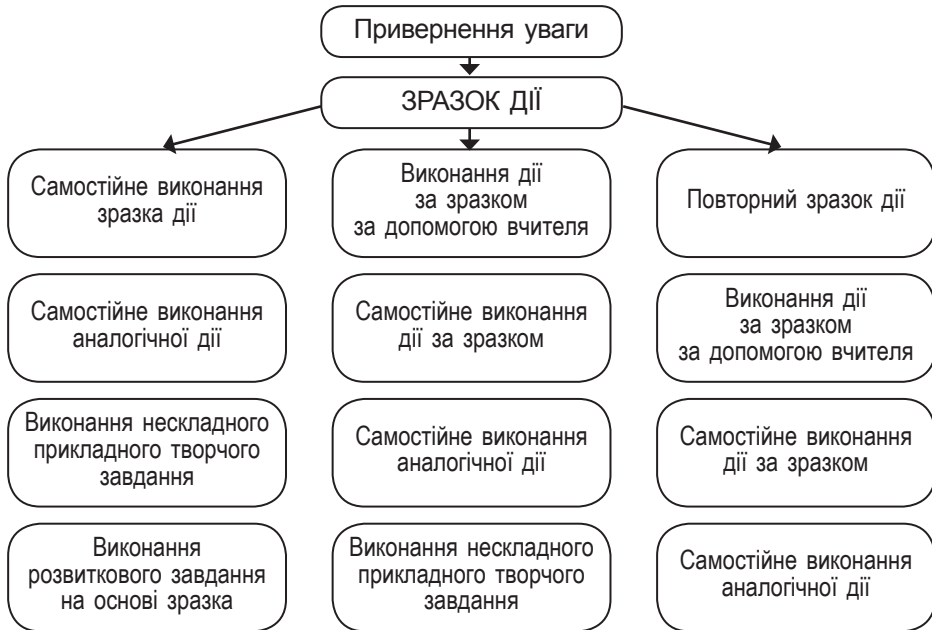 Привернення уваги
ЗРАЗОК ДІЇ
Самостійне виконання
зразка дії
Виконання дії
за зразком
за допомогою вчителя
Повторний зразок дії
Самостійне виконання
аналогічної дії
Самостійне виконання
дії за зразком
Виконання дії
за зразком
за допомогою вчителя
Виконання нескладного
прикладного творчого
завдання
Самостійне виконання
аналогічної дії
Самостійне виконання
дії за зразком
Виконання
розвиткового завдання
на основі зразка
Виконання нескладного
прикладного творчого
завдання
Самостійне виконання
аналогічної дії